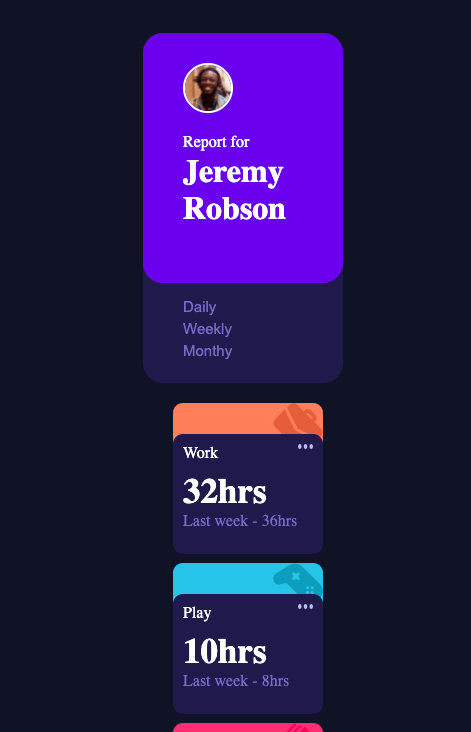 Report for
Jeremy
Robson
Daily
Weekly
Monthy
Work
32hrs
Last week - 36hrs
Play
10hrs
Last week - 8hrs